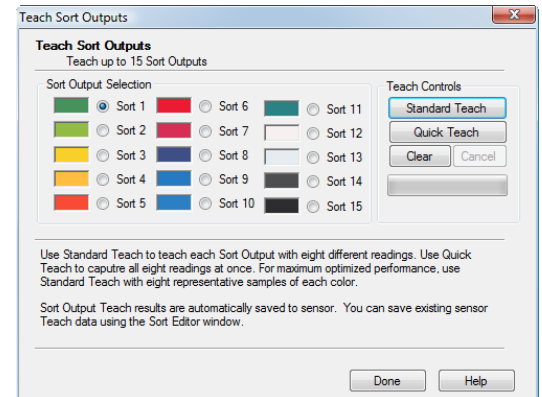 Teach Sort Outputs
Teach Sort Outputs
Teach up to 15 Sort Outputs
Sort Output Selection
Sort 1
Sort 2
Sort 3
Sort 4
Sort 5
Sort 6
Sort 7
Sort 8
Sort 9
Sort 10
Sort 11
Sort 12
Sort 13
Sort 14
Sort 15
Teach Controls
Standard Teach
Quick Teach
Clear Cancel
Use Standard Teach to teach each Sort Output with eight different readings. Use Quick
Teach to caputre all eight readings at once. For maximum optimized performance, use
Standard Teach with eight representative samples of each color.
Sort Output Teach results are automatically saved to sensor. You can save existing sensor
Teach data using the Sort Editor window.
Done Help